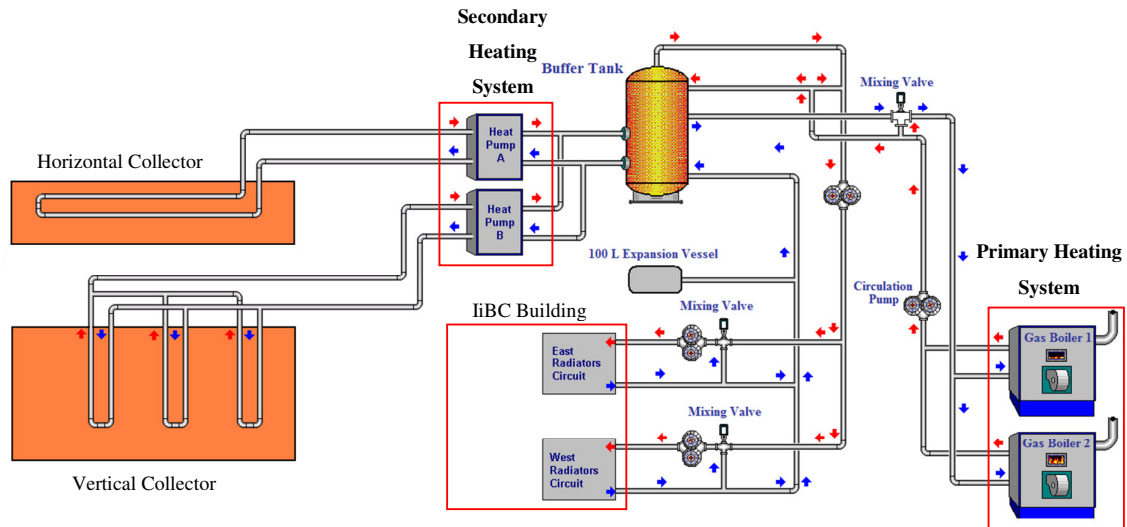 Secondary
Heating
System
Buffer Tank
Mixing Valve
Heat
Pump
A
Horizontal Collector
Heat
Pump
B
100 L Expansion Vessel
Primary Heating
System
Circulation
Pump
IiBC Building
Mixing Valve
Gas Boiler 1
East
Radiators
Circuit
Mixing Valve
Gas Boiler 2
West
Radiators
Circuit
Vertical Collector